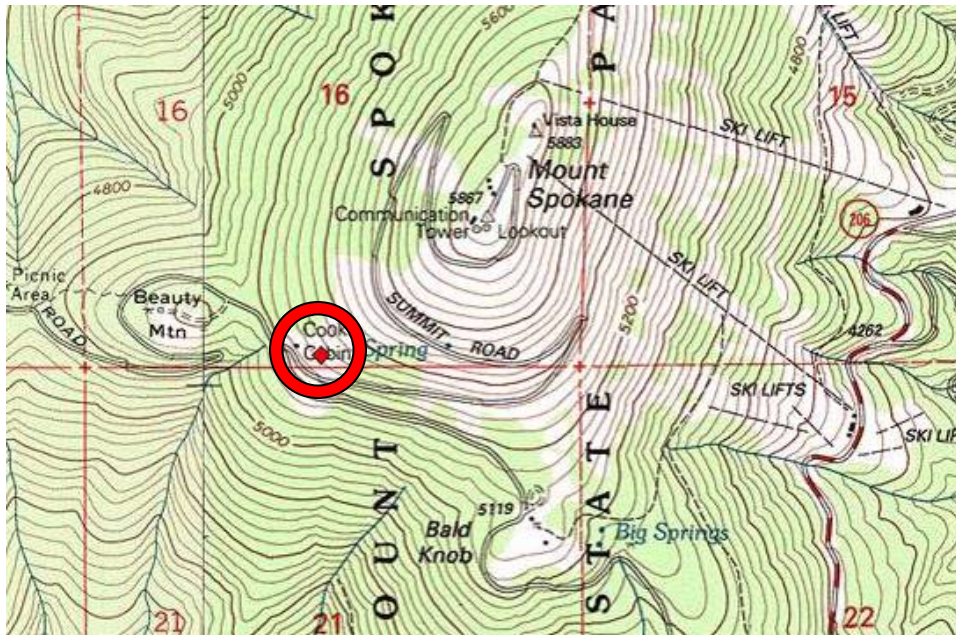 5600
4800
LIFT
5000
16
16
15
S P O K
P A
Vista House
5883
SKI LIFT
Mount
Spokane
4800
5867
Communication
Tower
Lookout
206
Picnic
Area
Beauty
Mtn
ROAD
SKI LIFT
Cook
Cabin
Spring
SUMMIT ROAD
5200
4262
SKI LIFTS
SKI LIF
5000
5119
Bald
Knob
Big Springs
O U N T
S T A T E
21
21
22